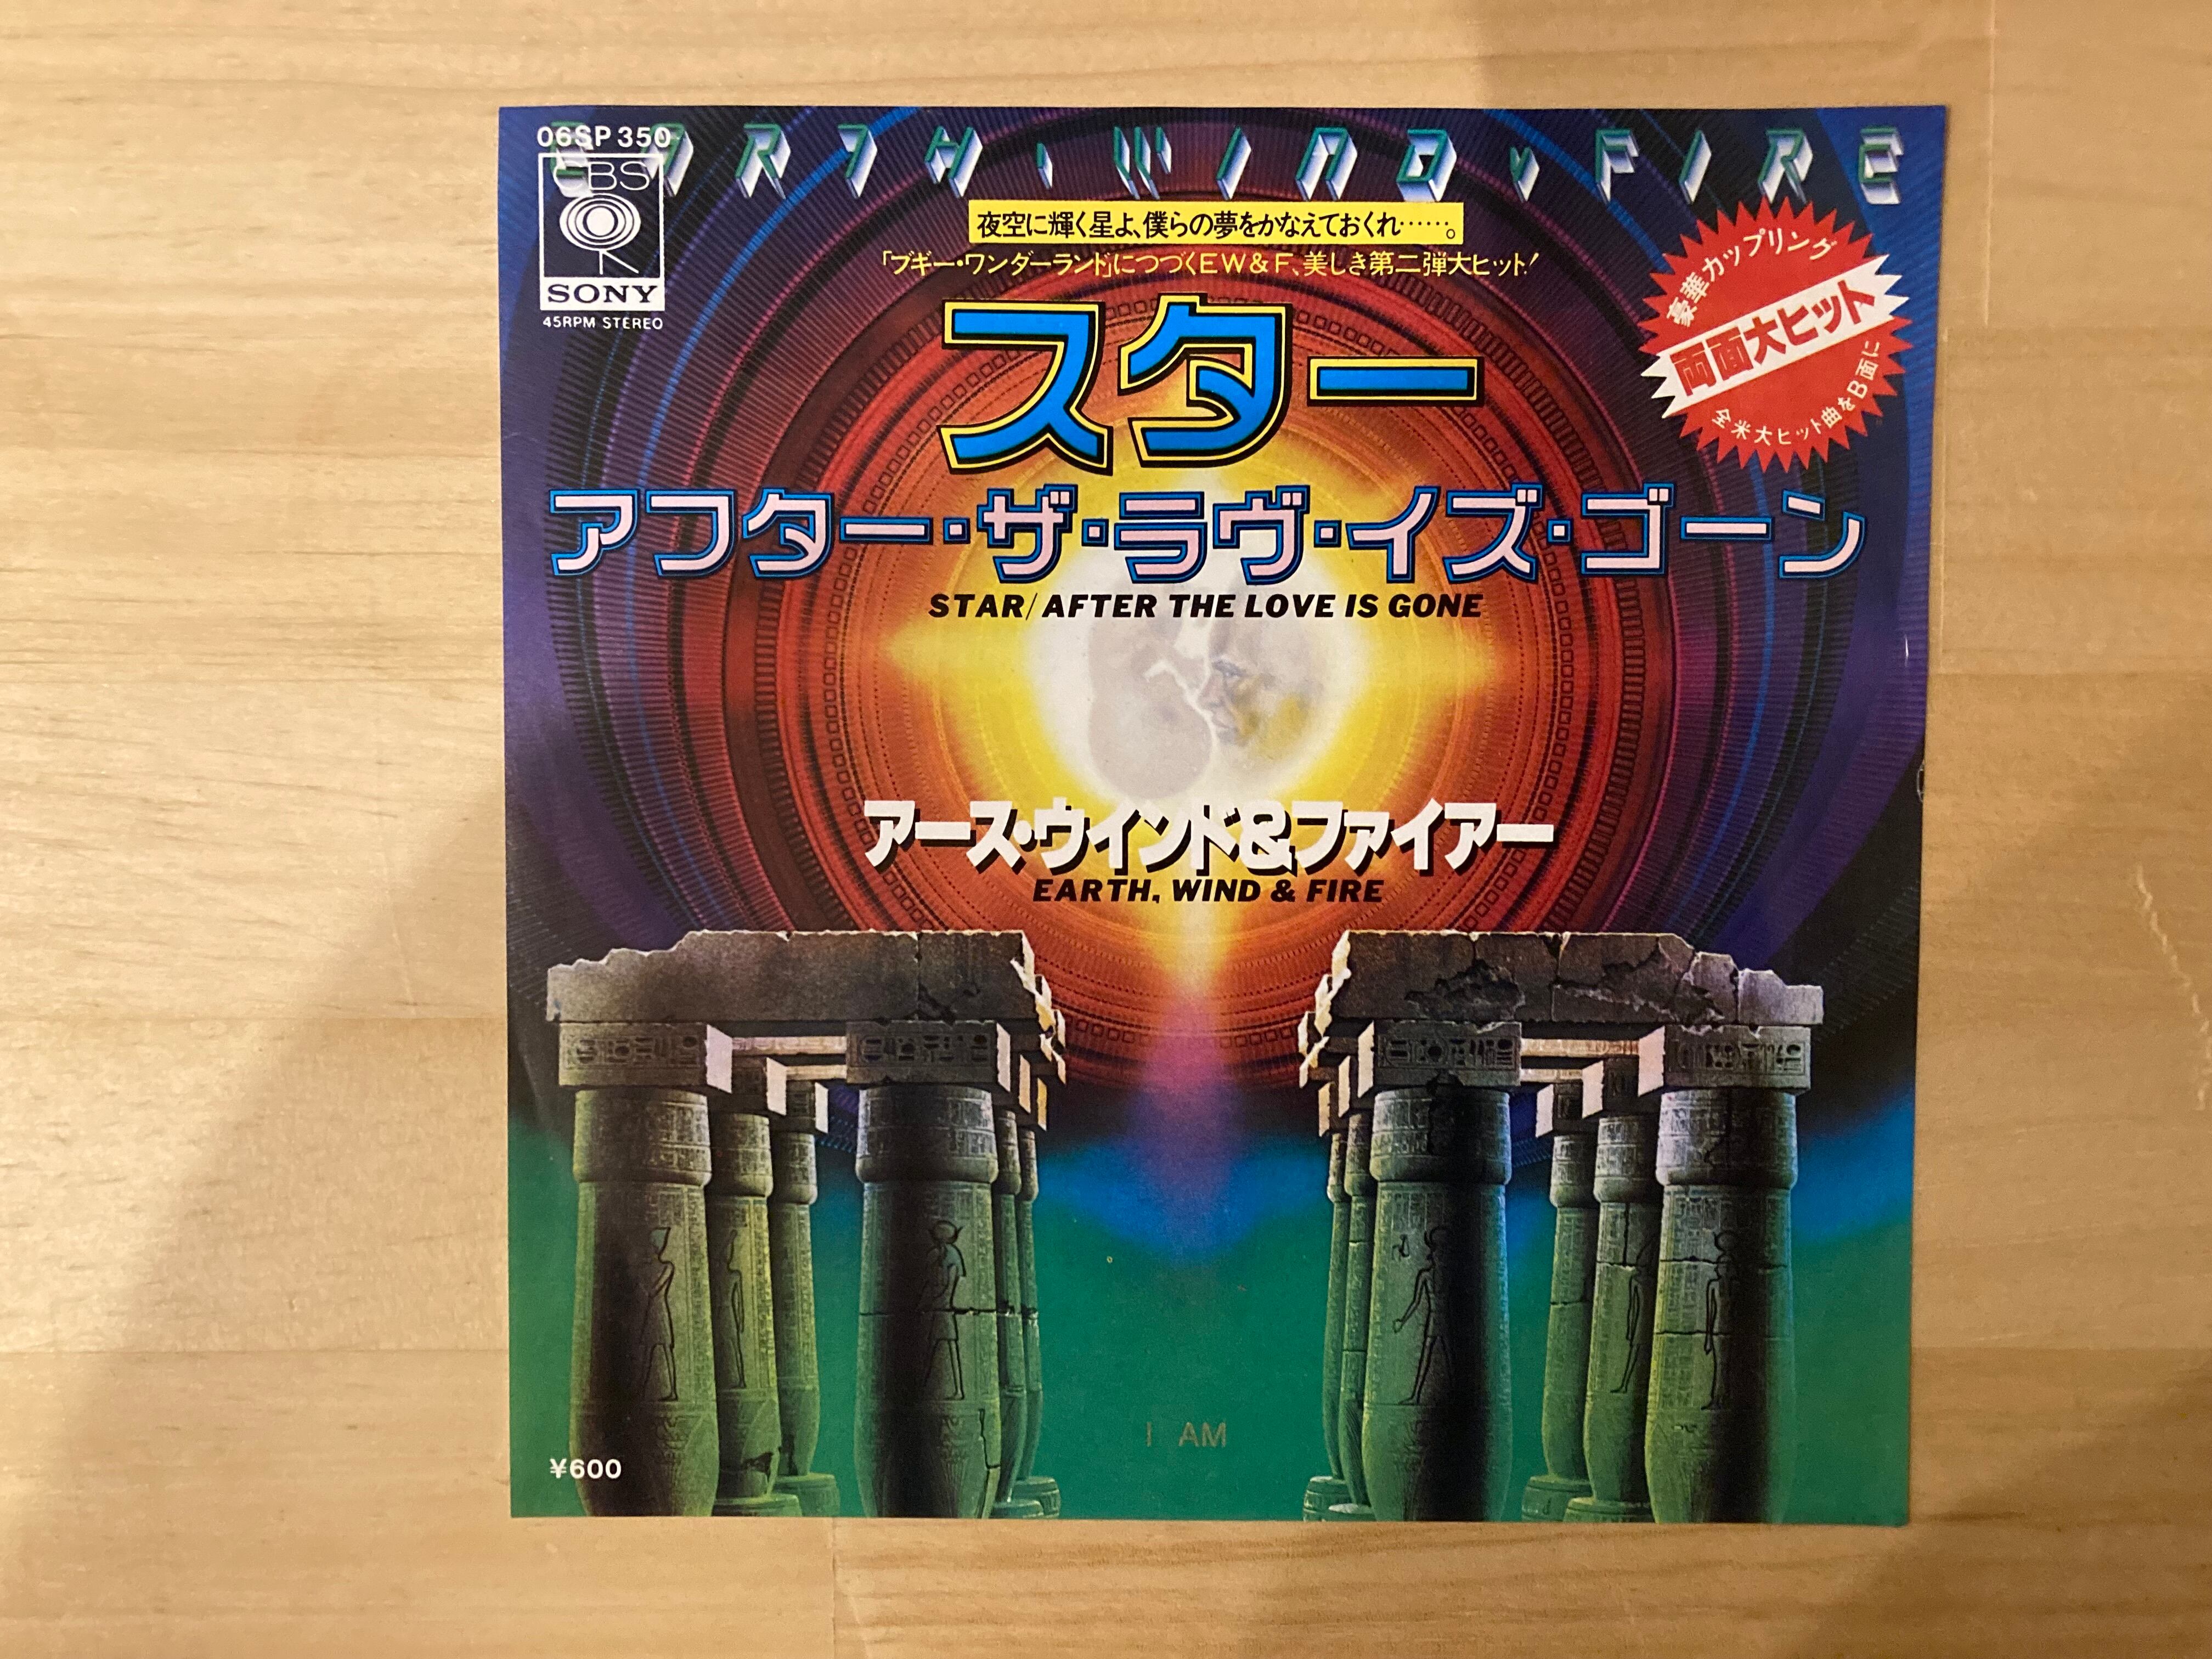 06SP 350
EARTH, WIND & FIRE
CBS
SONY
45RPM STEREO
夜空に輝く星よ、僕らの夢をかなえておくれ……。
「ブギー・ワンダーランド」につづくEW&F、美しき第二弾大ヒット!
豪華カップリング
両面大ヒット
全米大ヒット曲をB面に
スター
アフター・ザ・ラヴ・イズ・ゴーン
STAR/AFTER THE LOVE IS GONE
アース・ウインド&ファイアー
EARTH, WIND & FIRE
I AM
¥600